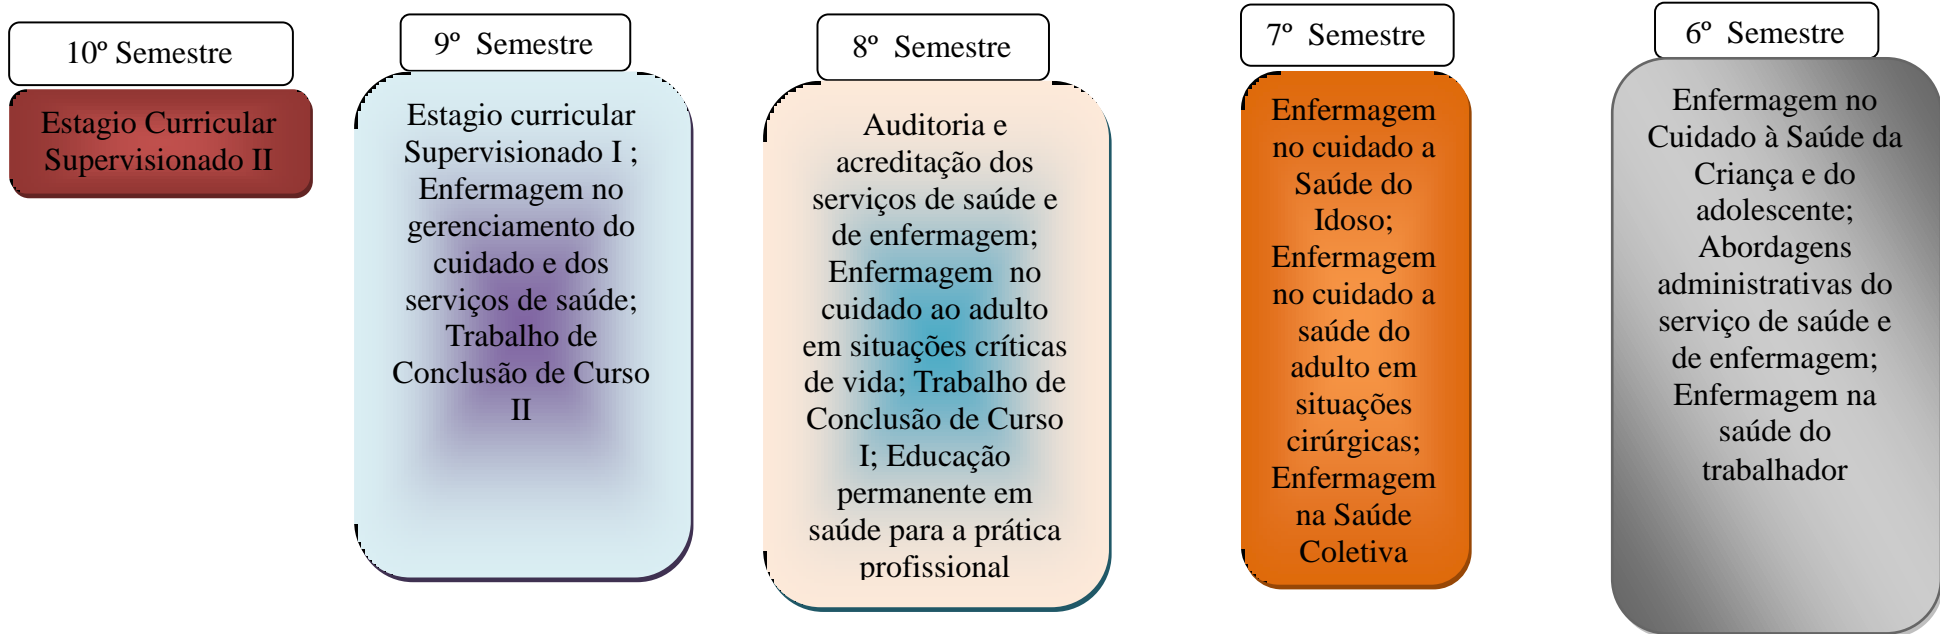 10º Semestre
Estagio Curricular
Supervisionado II
9º  Semestre
Estagio curricular
Supervisionado I ;
Enfermagem no
gerenciamento do
cuidado e dos
serviços de saúde;
Trabalho de
Conclusão de Curso
II
8º  Semestre
Auditoria e
acreditação dos
serviços de saúde e
de enfermagem;
Enfermagem  no
cuidado ao adulto
em situações críticas
de vida; Trabalho de
Conclusão de Curso
I; Educação
permanente em
saúde para a prática
profissional
7º  Semestre
Enfermagem
no cuidado a
Saúde do
Idoso;
Enfermagem
no cuidado a
saúde do
adulto em
situações
cirúrgicas;
Enfermagem
na Saúde
Coletiva
6º  Semestre
Enfermagem no
Cuidado à Saúde da
Criança e do
adolescente;
Abordagens
administrativas do
serviço de saúde e
de enfermagem;
Enfermagem na
saúde do
trabalhador